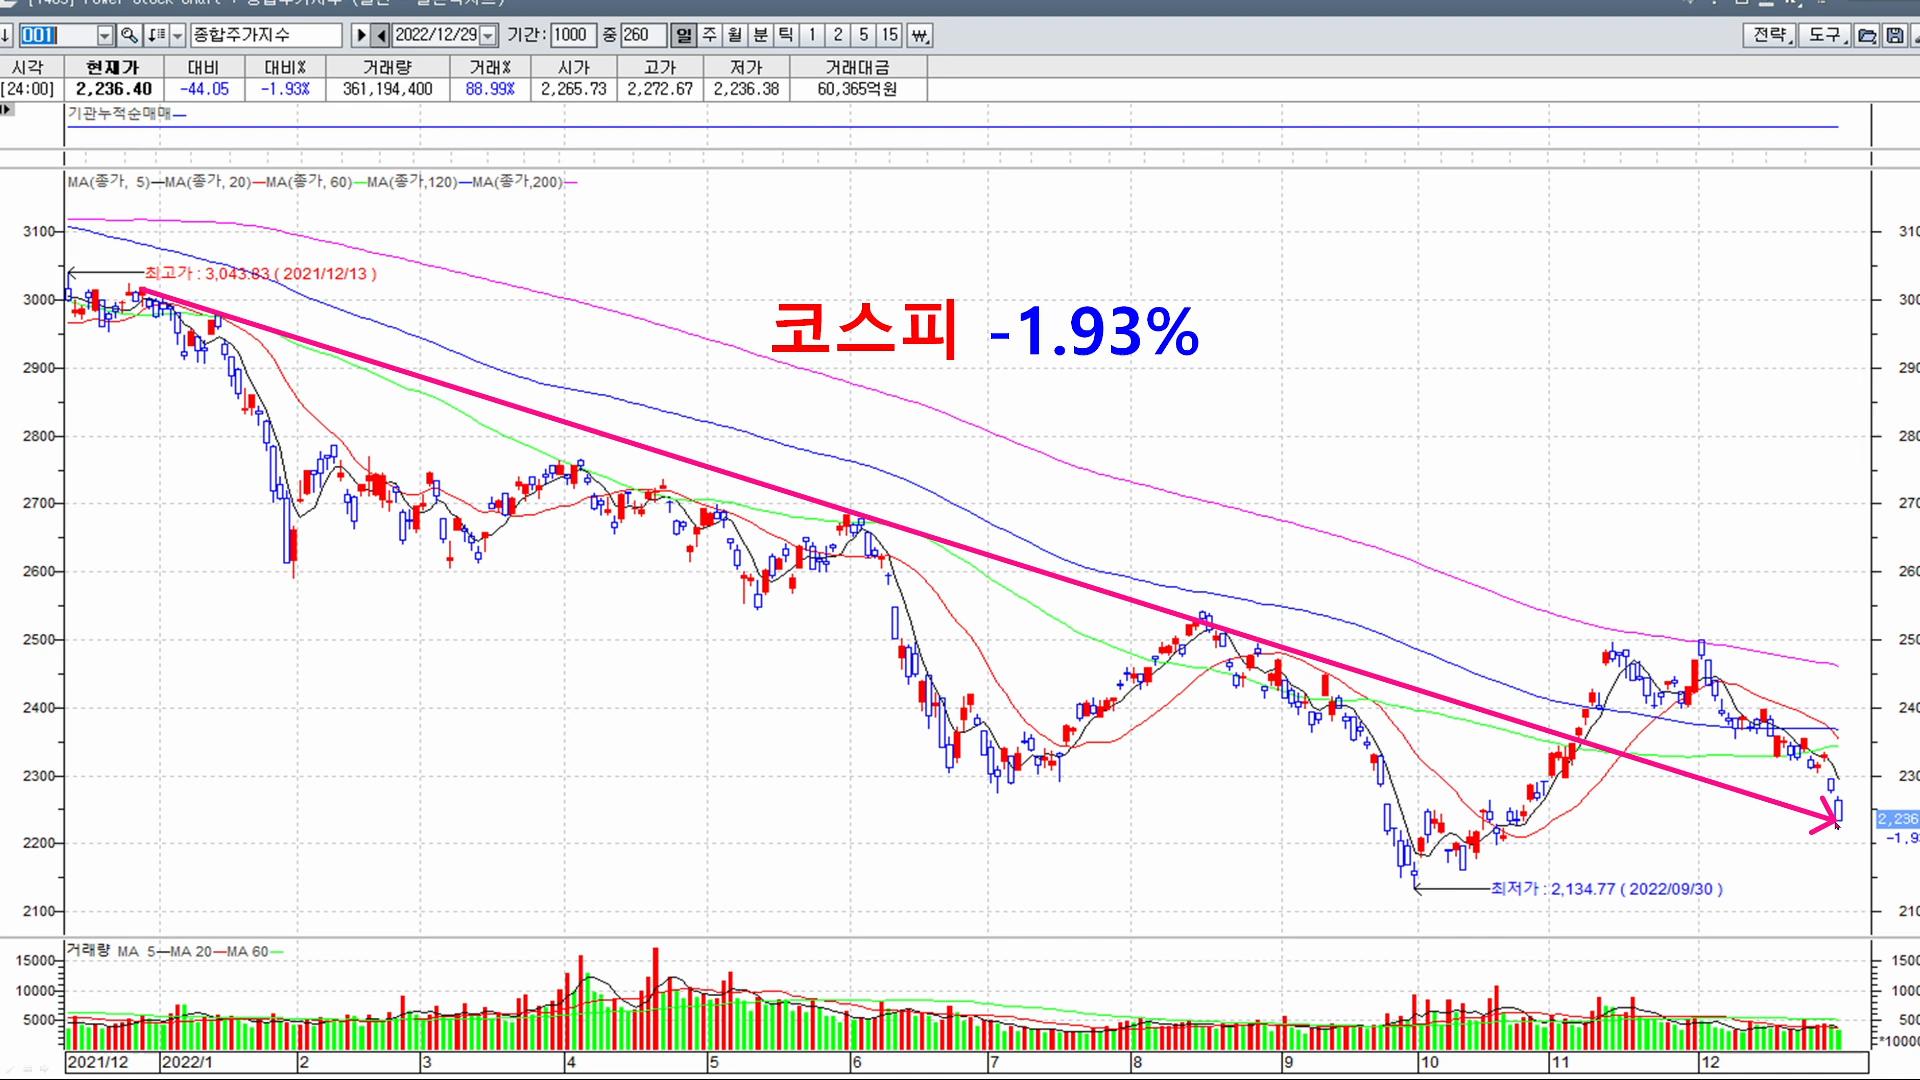 001 종합주가지수 2022/12/29 기간: 1000 중 260 일 주 월 분 틱 1 2 5 15 ₩ 전략 도구
시각 현재가 대비 대비% 거래량 거래% 시가 고가 저가 거래대금
[24:00] 2,236.40 -44.05 -1.93% 361,194,400 88.99% 2,265.73 2,272.67 2,236.38 60,365억원
기관누적순매매
MA(종가, 5) MA(종가, 20) MA(종가, 60) MA(종가,120) MA(종가,200)
3100
최고가 : 3,043.83 ( 2021/12/13 )
3000
코스피 -1.93%
2900
2800
2700
2600
2500
2400
2300
2,236
2200
최저가 : 2,134.77 ( 2022/09/30 )
2100
거래량 MA 5 MA 20 MA 60
15000
10000
5000
*1000
2021/12 2022/1 2 3 4 5 6 7 8 9 10 11 12